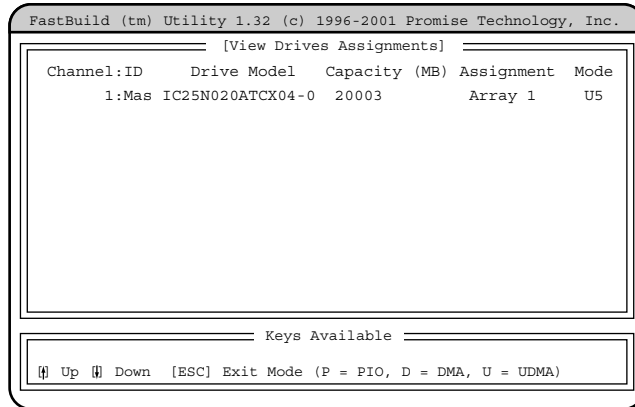 FastBuild (tm) Utility 1.32 (c) 1996-2001 Promise Technology, Inc.
[View Drives Assignments]
Channel:ID Drive Model Capacity (MB) Assignment Mode
1:Mas IC25N020ATCX04-0 20003 Array 1 U5
Keys Available
[↑] Up [↓] Down [ESC] Exit Mode (P = PIO, D = DMA, U = UDMA)